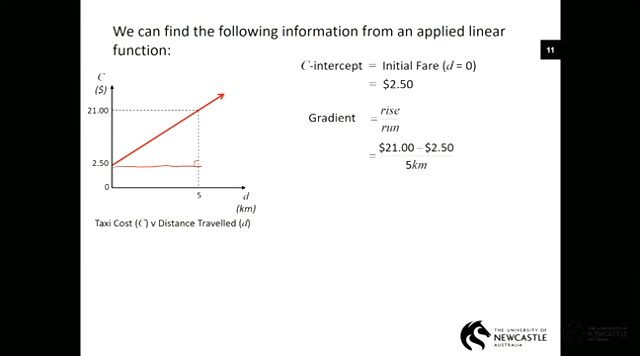 We can find the following information from an applied linear
function:
11
C-intercept = Initial Fare (d = 0)
= $2.50
Gradient = rise
run
= $21.00 – $2.50
5km
C
($)
21.00
2.50
0
5
d
(km)
Taxi Cost (C) v Distance Travelled (d)
THE UNIVERSITY OF
NEWCASTLE
AUSTRALIA